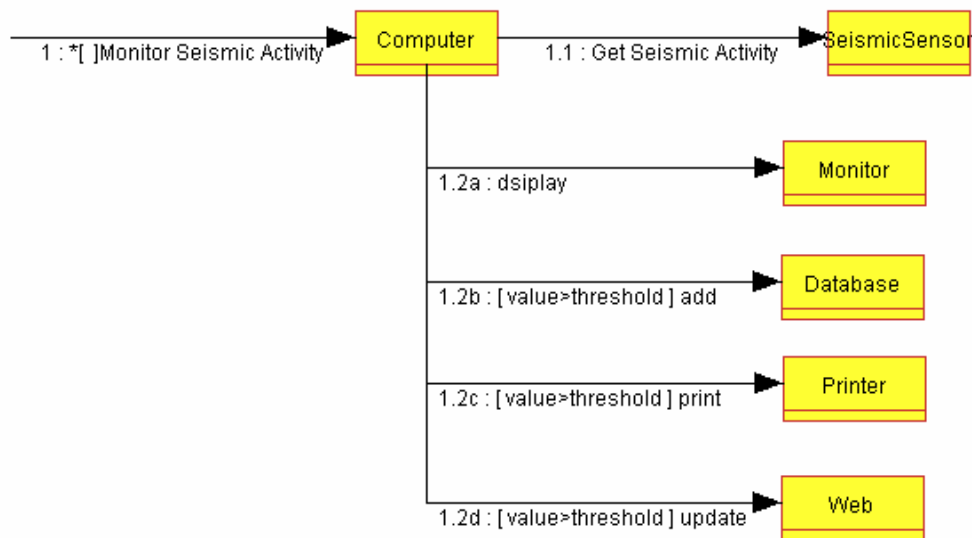 Computer
SeismicSensor
1 : *[ ]Monitor Seismic Activity
1.1 : Get Seismic Activity
Monitor
1.2a : dsiplay
Database
1.2b : [ value>threshold ] add
Printer
1.2c : [ value>threshold ] print
Web
1.2d : [ value>threshold ] update